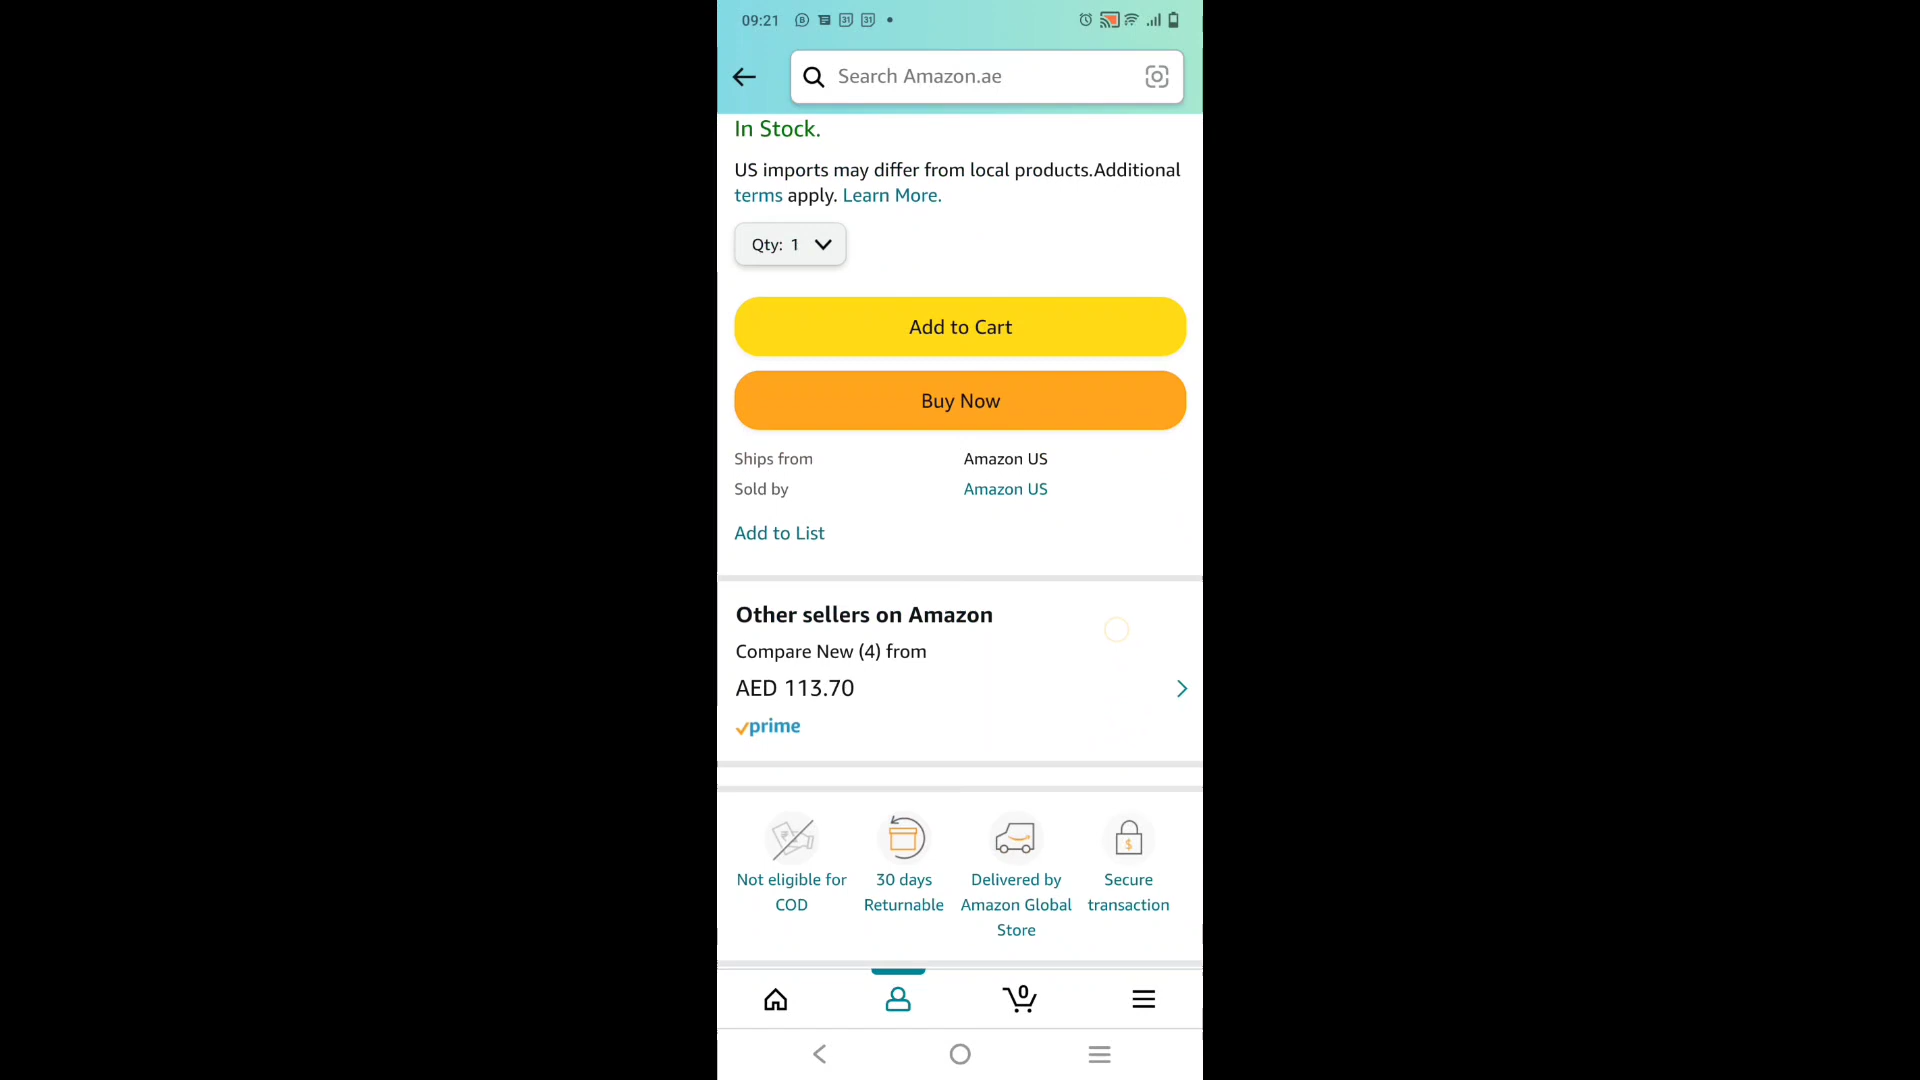 09:21
31 31
Search Amazon.ae
In Stock.
US imports may differ from local products.Additional
terms apply. Learn More.
Qty: 1
Add to Cart
Buy Now
Ships from Amazon US
Sold by Amazon US
Add to List
Other sellers on Amazon
Compare New (4) from
AED 113.70
prime
Not eligible for COD
30 days Returnable
Delivered by Amazon Global Store
Secure transaction
0